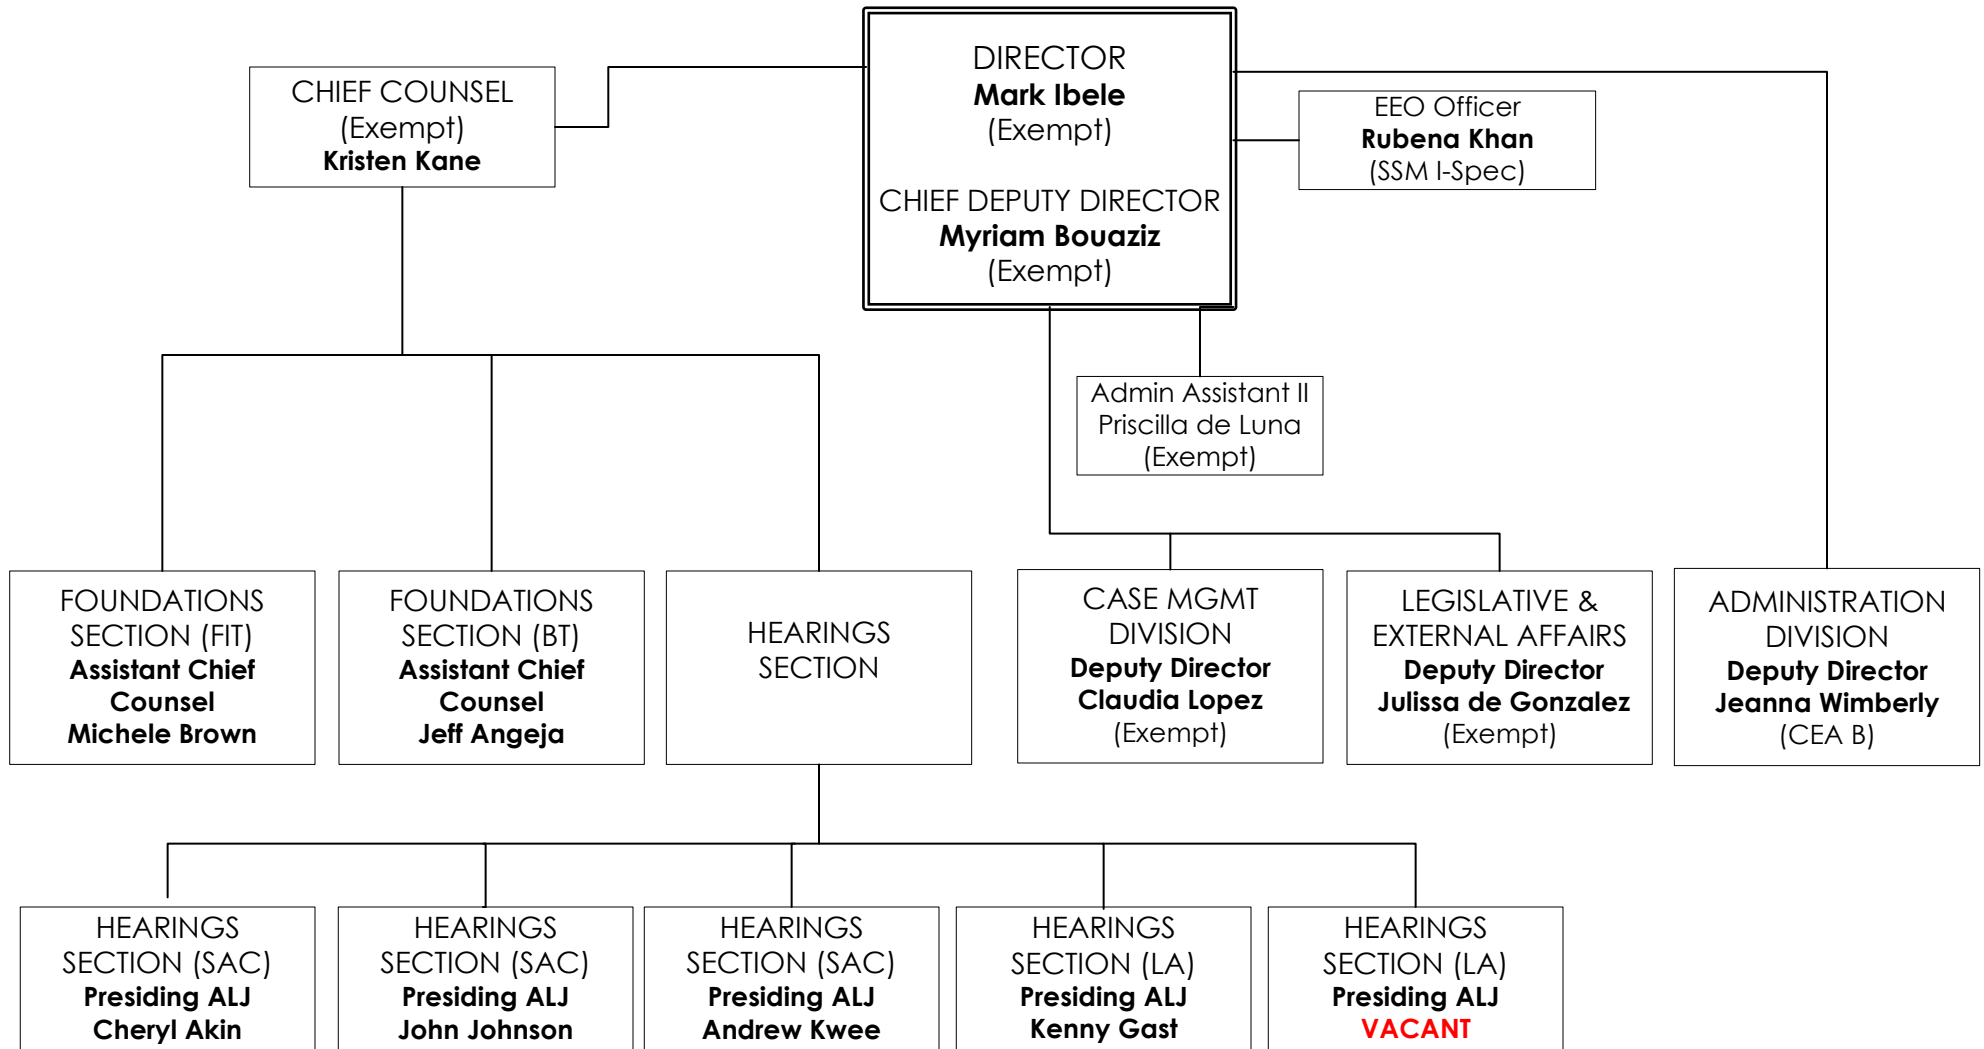 DIRECTOR
Mark Ibele
(Exempt)
CHIEF DEPUTY DIRECTOR
Myriam Bouaziz
(Exempt)
CHIEF COUNSEL
(Exempt)
Kristen Kane
EEO Officer
Rubena Khan
(SSM I-Spec)
Admin Assistant II
Priscilla de Luna
(Exempt)
FOUNDATIONS
SECTION (FIT)
Assistant Chief
Counsel
Michele Brown
FOUNDATIONS
SECTION (BT)
Assistant Chief
Counsel
Jeff Angeja
HEARINGS
SECTION
CASE MGMT
DIVISION
Deputy Director
Claudia Lopez
(Exempt)
LEGISLATIVE &
EXTERNAL AFFAIRS
Deputy Director
Julissa de Gonzalez
(Exempt)
ADMINISTRATION
DIVISION
Deputy Director
Jeanna Wimberly
(CEA B)
HEARINGS
SECTION (SAC)
Presiding ALJ
Cheryl Akin
HEARINGS
SECTION (SAC)
Presiding ALJ
John Johnson
HEARINGS
SECTION (SAC)
Presiding ALJ
Andrew Kwee
HEARINGS
SECTION (LA)
Presiding ALJ
Kenny Gast
HEARINGS
SECTION (LA)
Presiding ALJ
VACANT